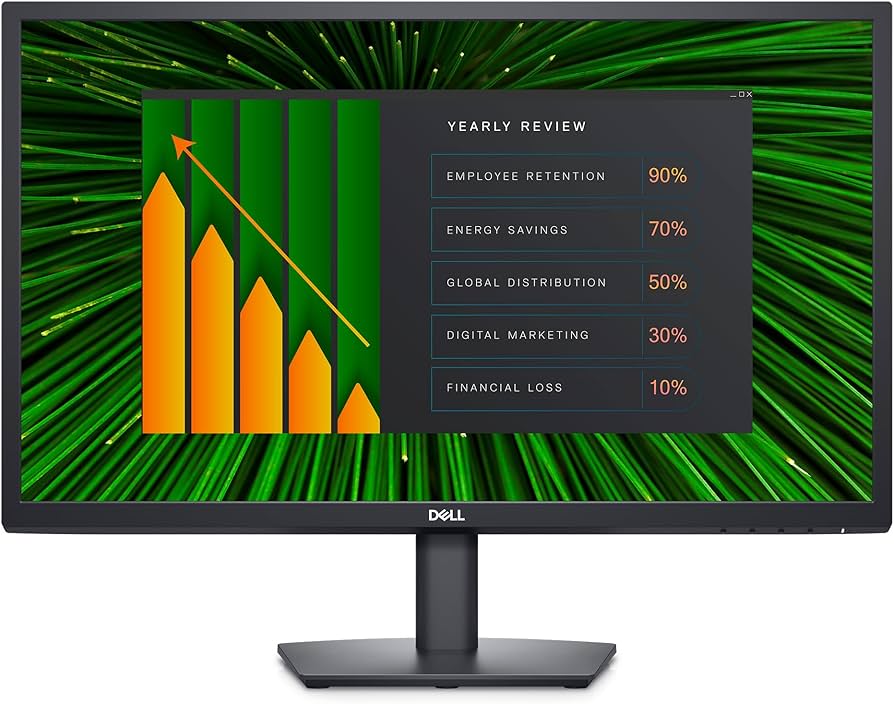 YEARLY REVIEW
EMPLOYEE RETENTION 90%
ENERGY SAVINGS 70%
GLOBAL DISTRIBUTION 50%
DIGITAL MARKETING 30%
FINANCIAL LOSS 10%
DELL